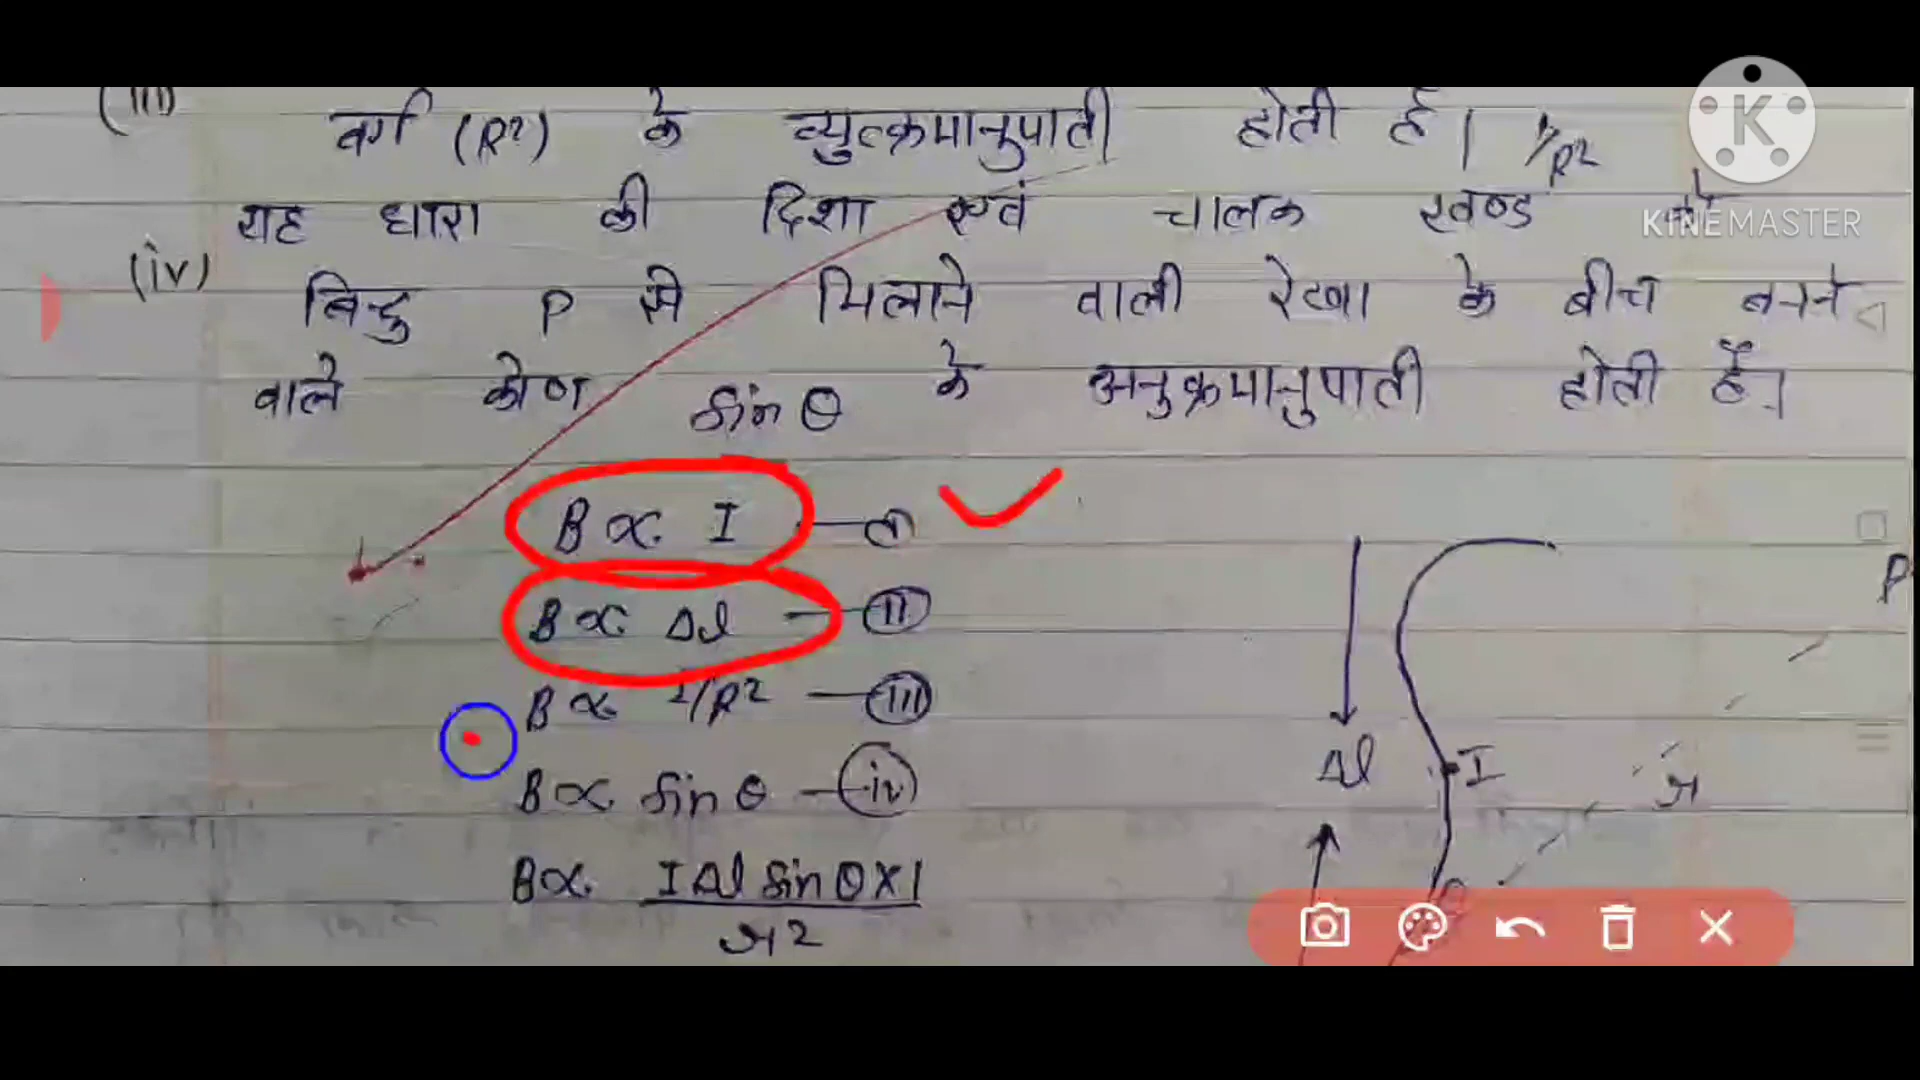 (iii) वर्ग (R²) के व्युत्क्रमानुपाती होती है। 1/R²
यह धारा की दिशा एवं चालक खण्ड को
(iv) बिन्दु P से मिलाने वाली रेखा के बीच बनने
वाले कोण sin θ के अनुक्रमानुपाती होती है।
B ∝ I — (i)
B ∝ Δl — (ii)
B ∝ 1/R² — (iii)
B ∝ sin θ — (iv)
B ∝ I Δl sin θ × 1
r²
P
Δl I r
θ
K
KINEMASTER